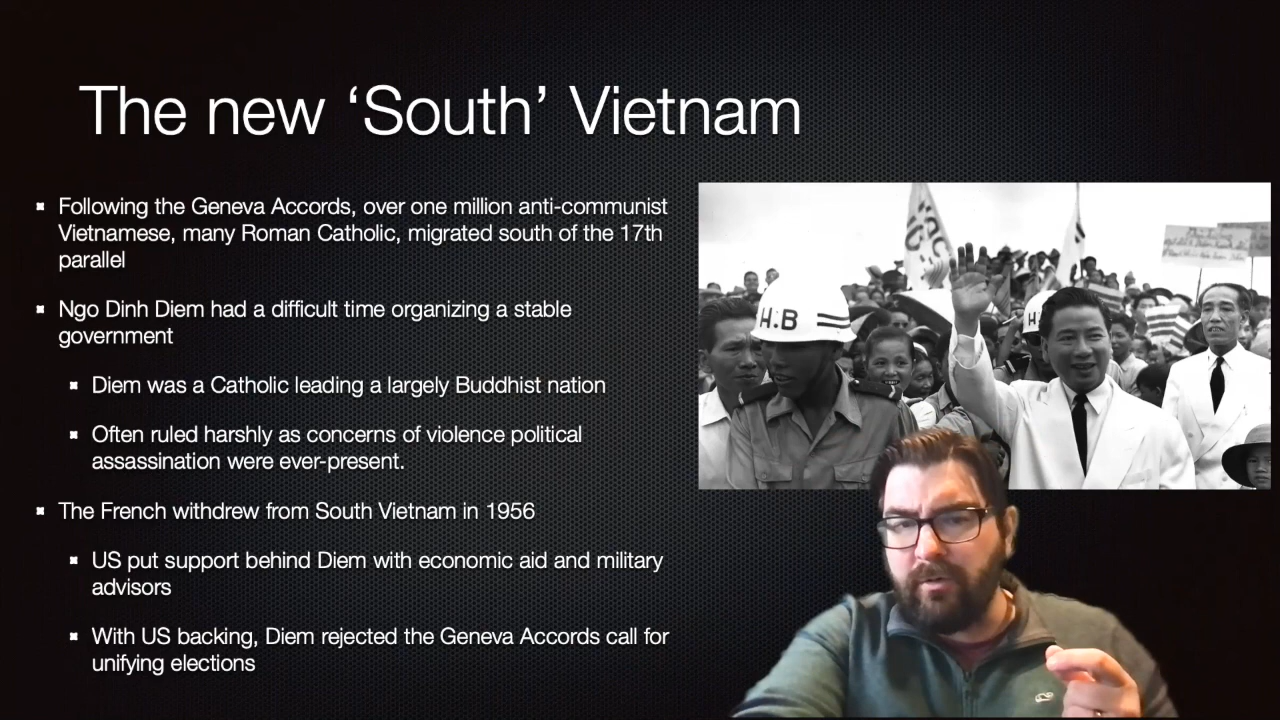 The new ‘South’ Vietnam
Following the Geneva Accords, over one million anti-communist
Vietnamese, many Roman Catholic, migrated south of the 17th
parallel
Ngo Dinh Diem had a difficult time organizing a stable
government
Diem was a Catholic leading a largely Buddhist nation
Often ruled harshly as concerns of violence political
assassination were ever-present.
The French withdrew from South Vietnam in 1956
US put support behind Diem with economic aid and military
advisors
With US backing, Diem rejected the Geneva Accords call for
unifying elections
H.B
H